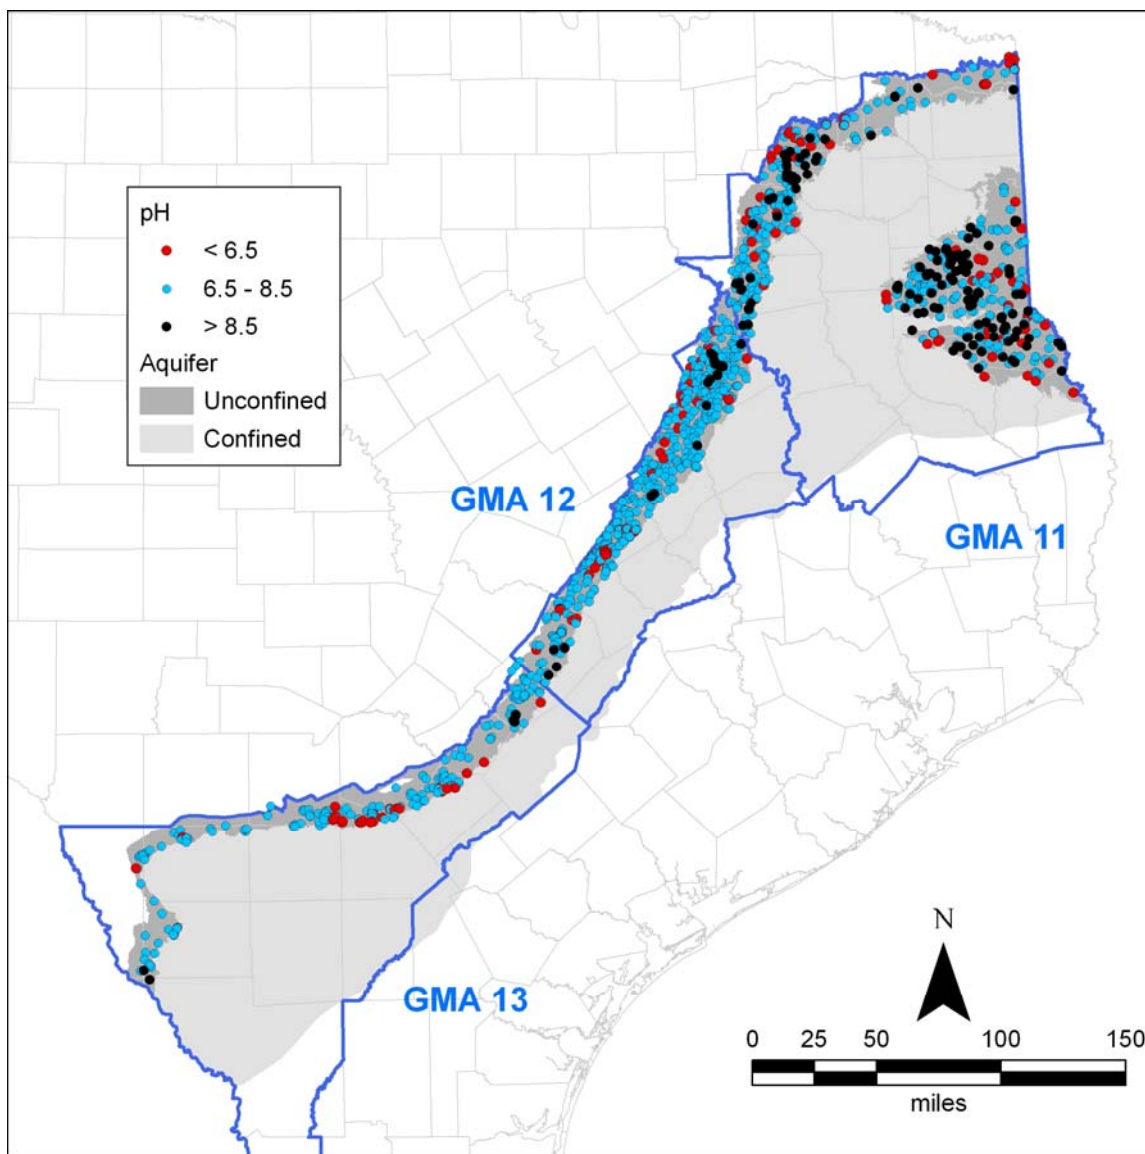 pH
< 6.5
6.5 - 8.5
> 8.5
Aquifer
Unconfined
Confined
GMA 12
GMA 11
GMA 13
N
0 25 50 100 150
miles